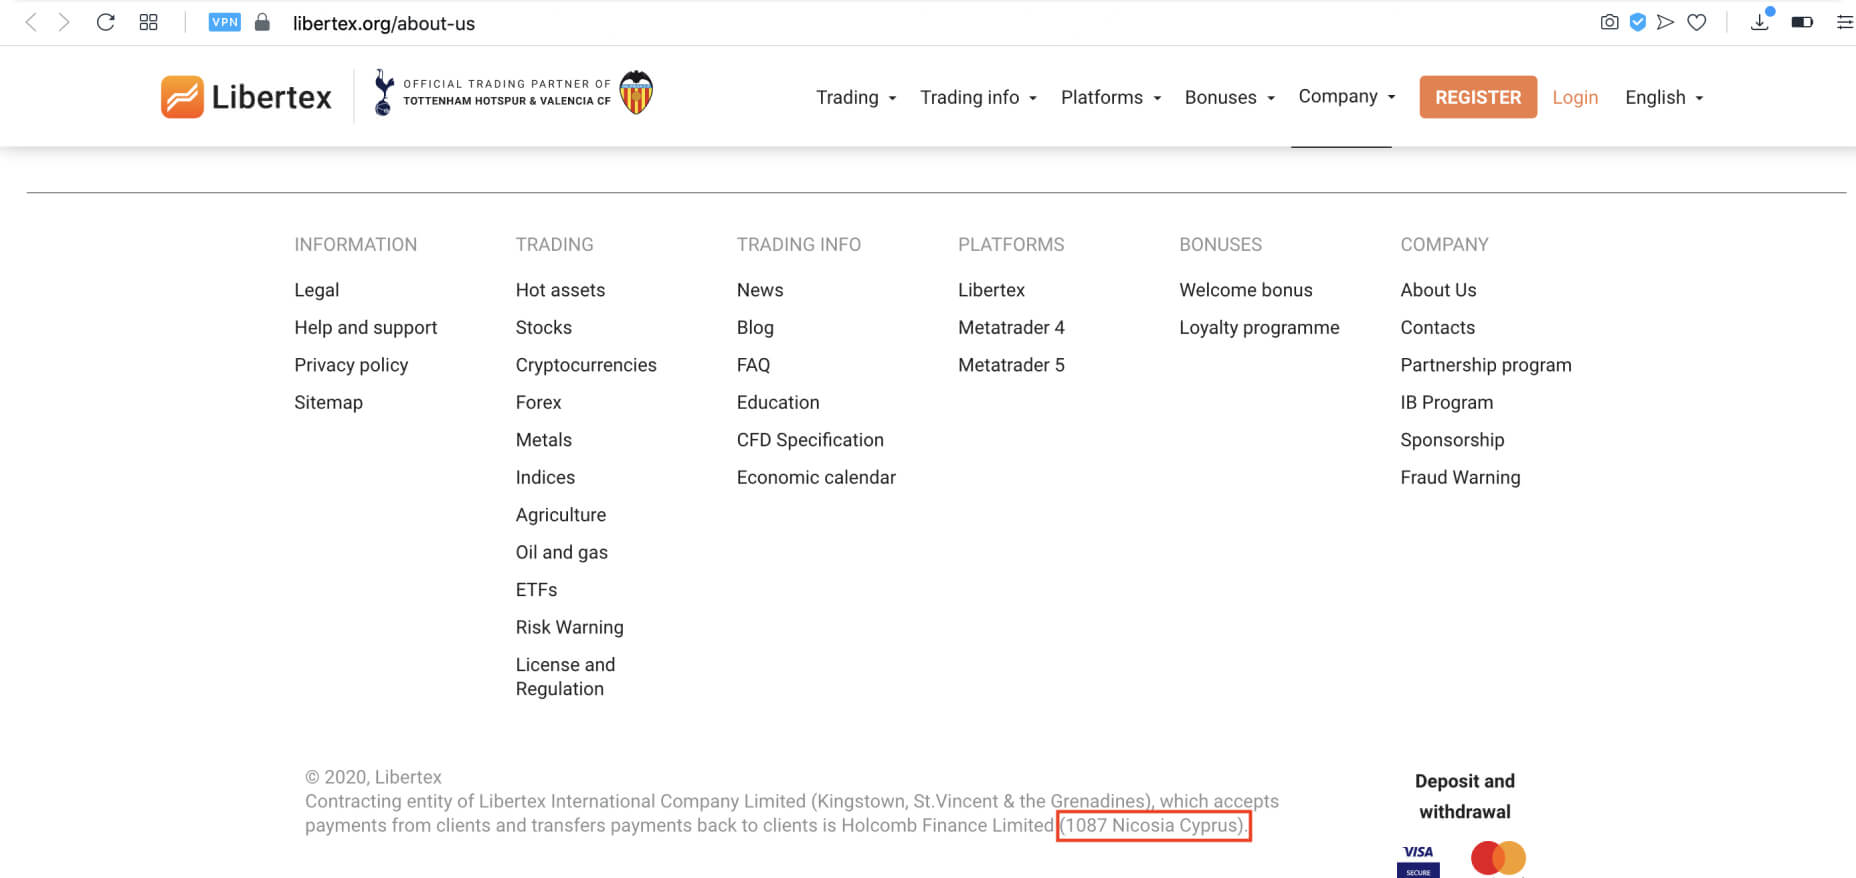 VPN libertex.org/about-us
Libertex
OFFICIAL TRADING PARTNER OF
TOTTENHAM HOTSPUR & VALENCIA CF
Trading Trading info Platforms Bonuses Company REGISTER Login English
INFORMATION
Legal
Help and support
Privacy policy
Sitemap
TRADING
Hot assets
Stocks
Cryptocurrencies
Forex
Metals
Indices
Agriculture
Oil and gas
ETFs
Risk Warning
License and
Regulation
TRADING INFO
News
Blog
FAQ
Education
CFD Specification
Economic calendar
PLATFORMS
Libertex
Metatrader 4
Metatrader 5
BONUSES
Welcome bonus
Loyalty programme
COMPANY
About Us
Contacts
Partnership program
IB Program
Sponsorship
Fraud Warning
© 2020, Libertex
Contracting entity of Libertex International Company Limited (Kingstown, St.Vincent & the Grenadines), which accepts
payments from clients and transfers payments back to clients is Holcomb Finance Limited (1087 Nicosia Cyprus).
Deposit and
withdrawal
VISA
SECURE